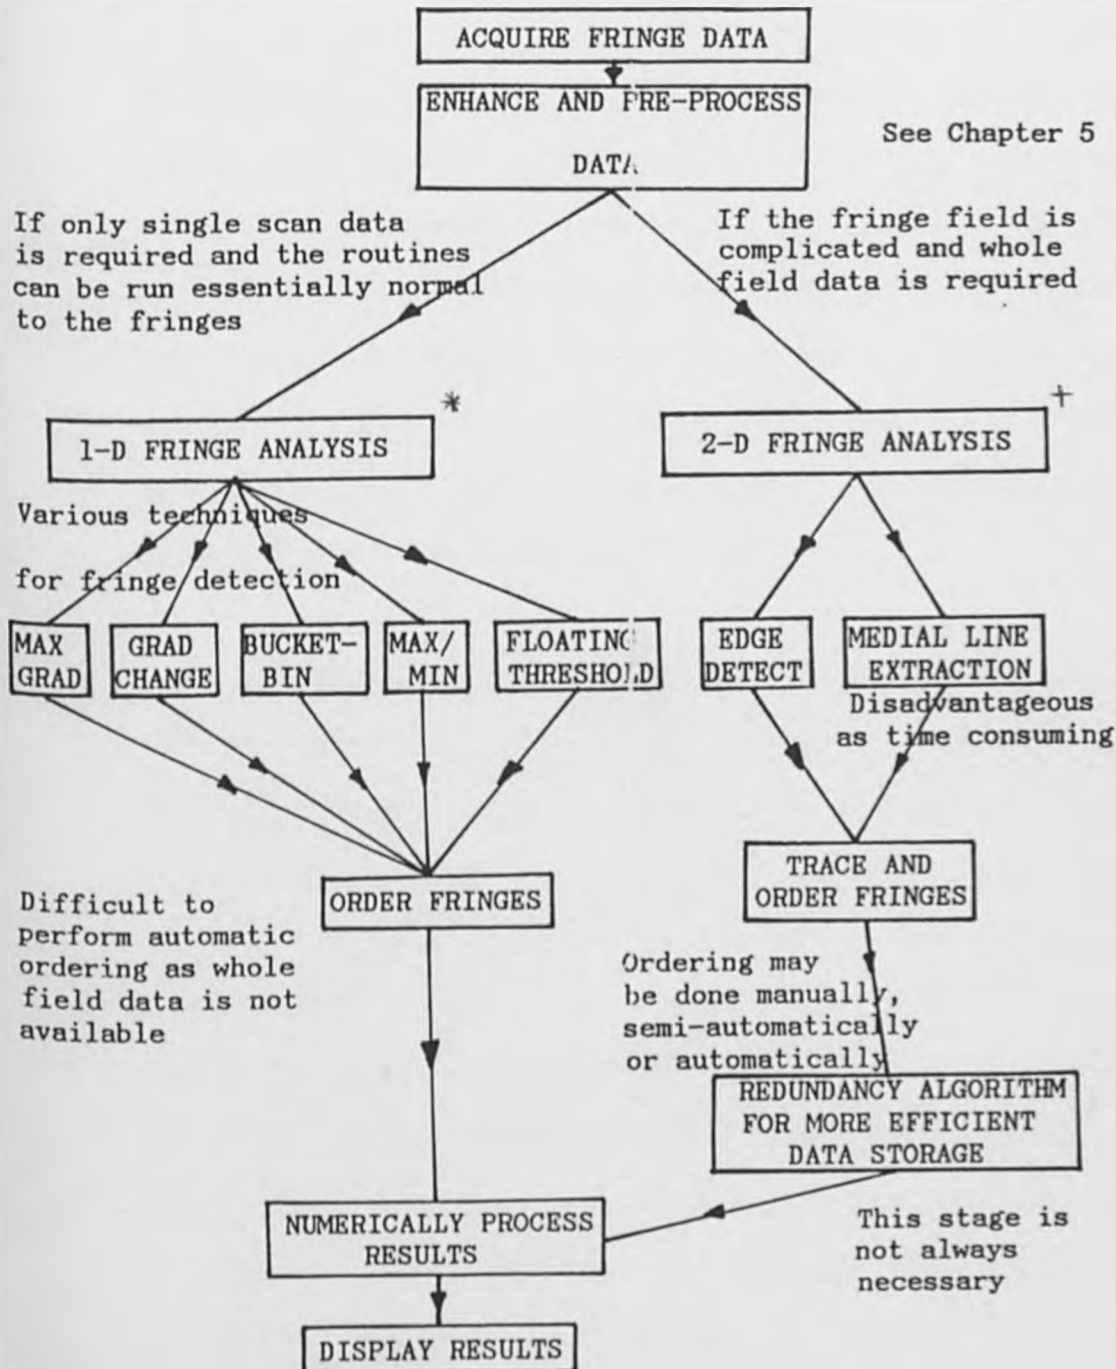 ACQUIRE FRINGE DATA
ENHANCE AND PRE-PROCESS
DATA
See Chapter 5
If only single scan data
is required and the routines
can be run essentially normal
to the fringes
If the fringe field is
complicated and whole
field data is required
*
+
1-D FRINGE ANALYSIS
2-D FRINGE ANALYSIS
Various techniques
for fringe detection
MAX
GRAD
GRAD
CHANGE
BUCKET-
BIN
MAX/
MIN
FLOATING
THRESHOLD
EDGE
DETECT
MEDIAL LINE
EXTRACTION
Disadvantageous
as time consuming
ORDER FRINGES
TRACE AND
ORDER FRINGES
Difficult to
perform automatic
ordering as whole
field data is not
available
Ordering may
be done manually,
semi-automatically
or automatically
REDUNDANCY ALGORITHM
FOR MORE EFFICIENT
DATA STORAGE
NUMERICALLY PROCESS
RESULTS
This stage is
not always
necessary
DISPLAY RESULTS